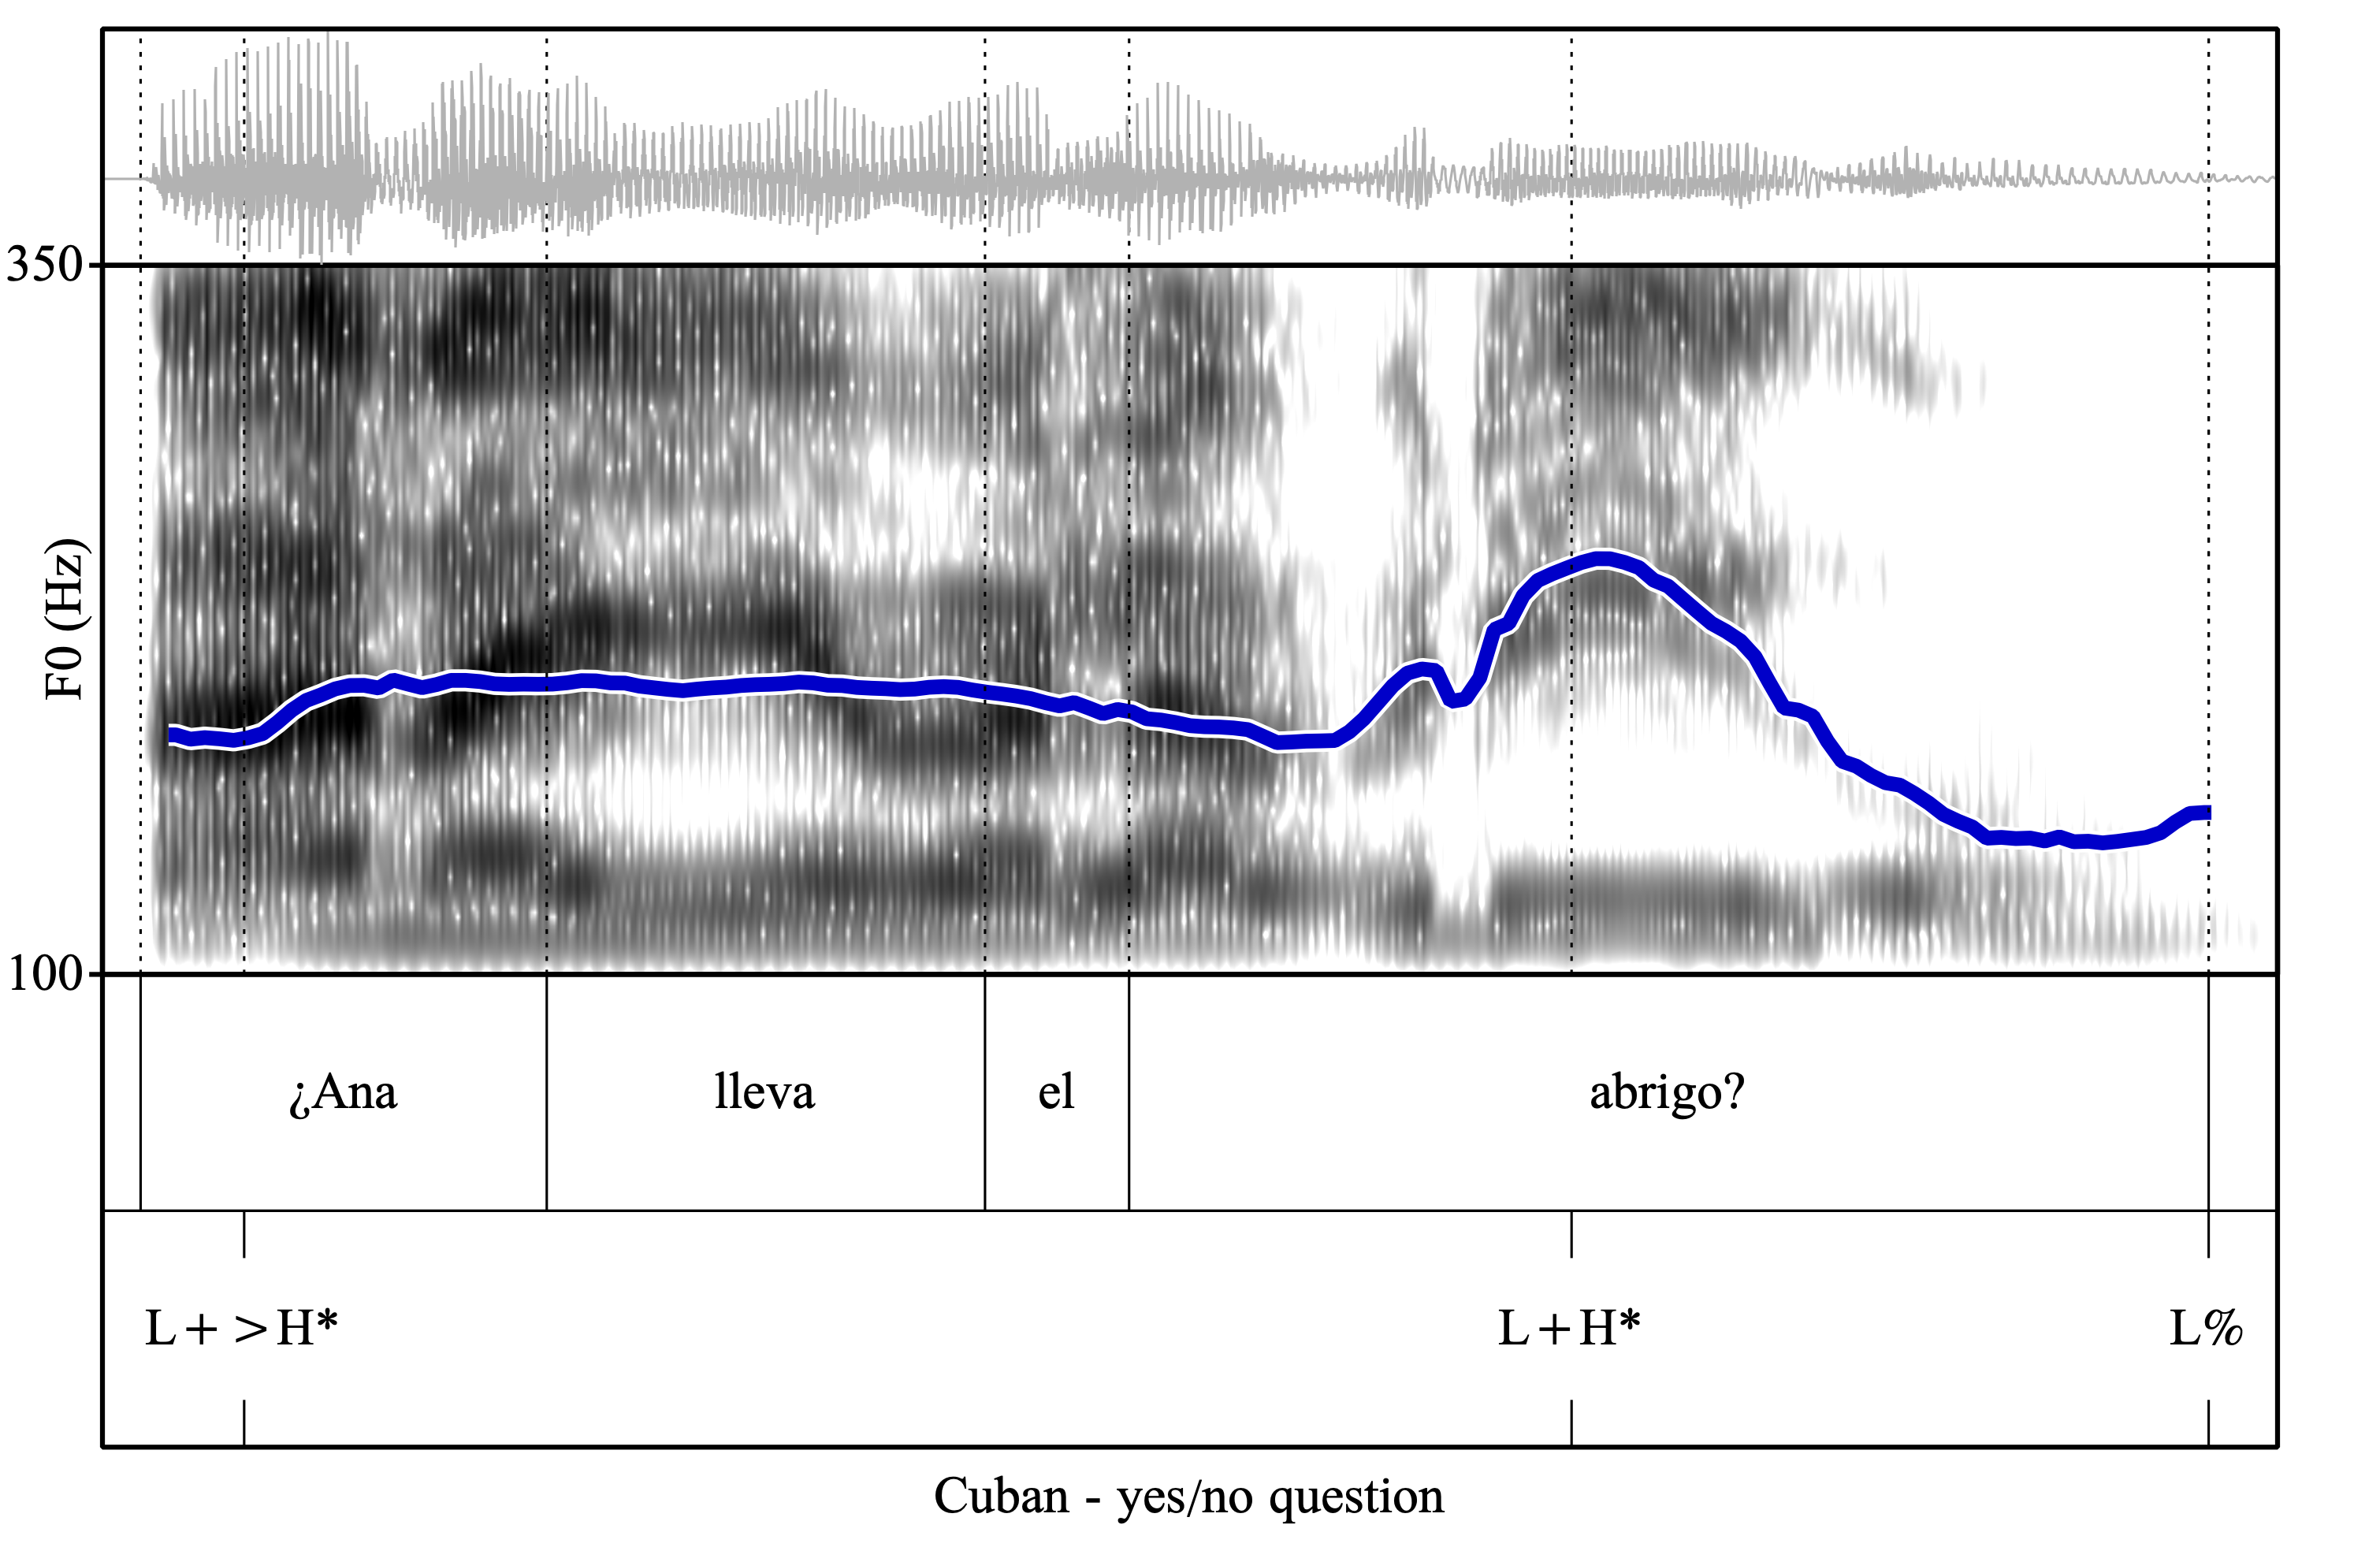 350
F0 (Hz)
100
¿Ana lleva el abrigo?
L+>H* L+H* L%
Cuban - yes/no question